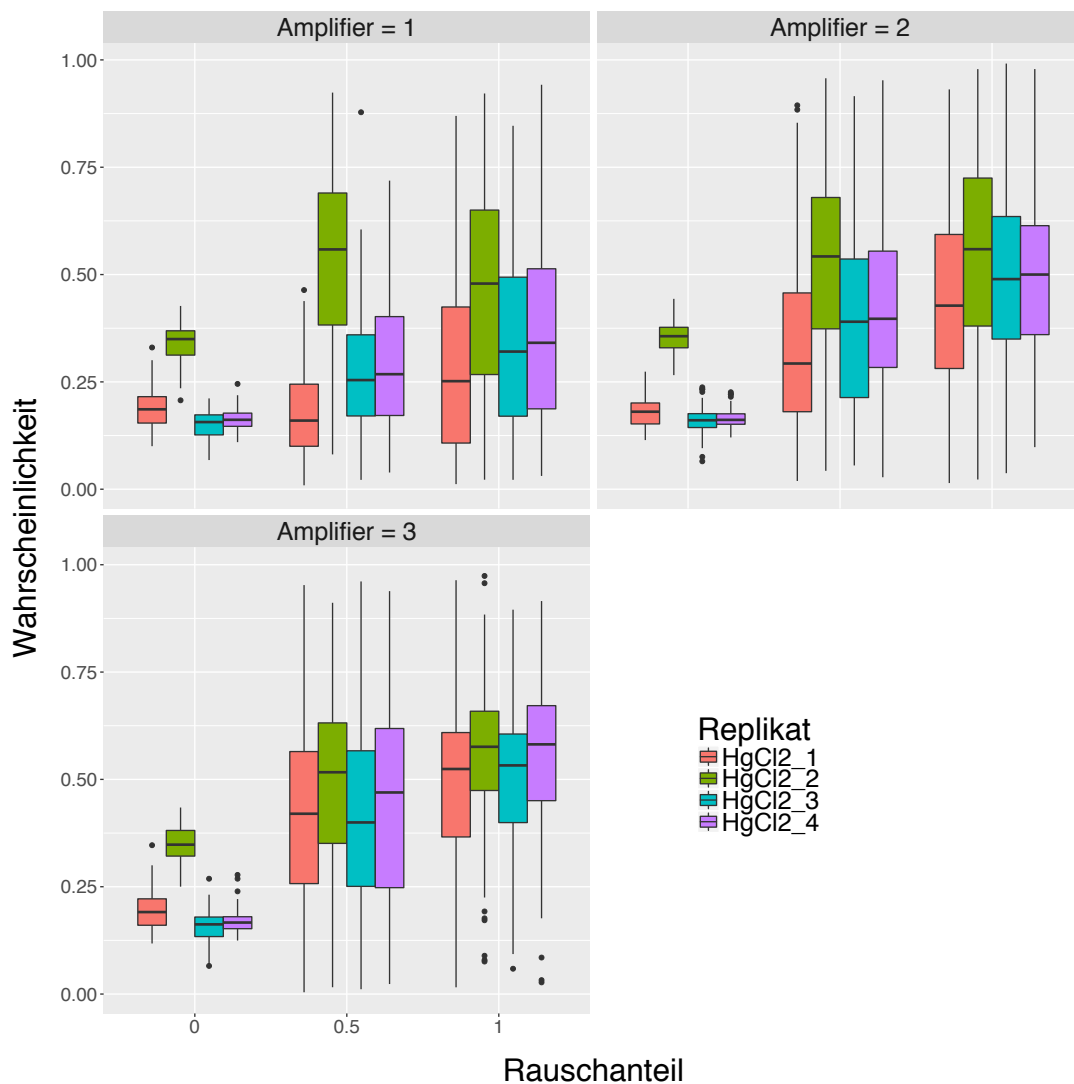 Amplifier = 1
Amplifier = 2
1.00
0.75
0.50
0.25
0.00
Amplifier = 3
1.00
0.75
0.50
0.25
0.00
0
0.5
1
Wahrscheinlichkeit
Rauschanteil
Replikat
HgCl2_1
HgCl2_2
HgCl2_3
HgCl2_4